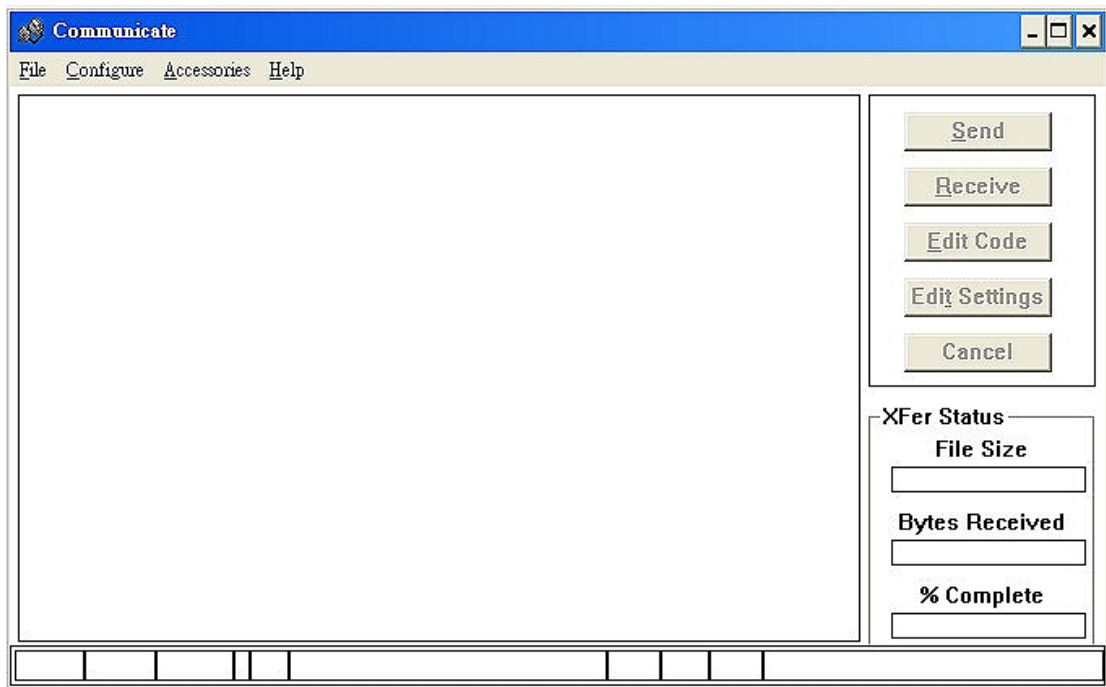 Communicate
File Configure Accessories Help
Send
Receive
Edit Code
Edit Settings
Cancel
XFer Status
File Size
Bytes Received
% Complete